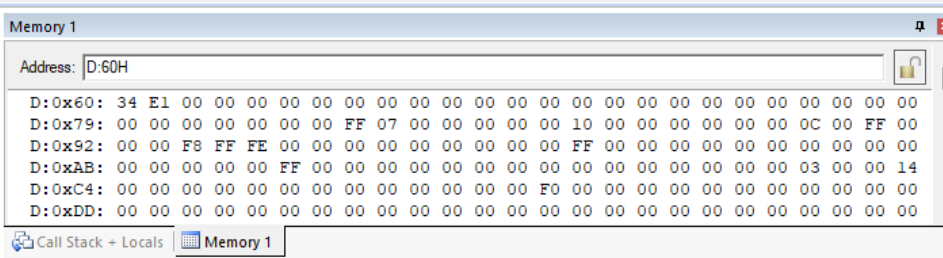 Memory 1
Address: D:60H
D:0x60: 34 E1 00 00 00 00 00 00 00 00 00 00 00 00 00 00 00 00 00 00 00 00 00 00 00
D:0x79: 00 00 00 00 00 00 00 FF 07 00 00 00 00 00 10 00 00 00 00 00 00 0C 00 FF 00
D:0x92: 00 00 F8 FF FE 00 00 00 00 00 00 00 00 00 FF 00 00 00 00 00 00 00 00 00 00
D:0xAB: 00 00 00 00 00 FF 00 00 00 00 00 00 00 00 00 00 00 00 00 00 00 03 00 00 14
D:0xC4: 00 00 00 00 00 00 00 00 00 00 00 00 00 F0 00 00 00 00 00 00 00 00 00 00 00
D:0xDD: 00 00 00 00 00 00 00 00 00 00 00 00 00 00 00 00 00 00 00 00 00 00 00 00 00
Call Stack + Locals Memory 1